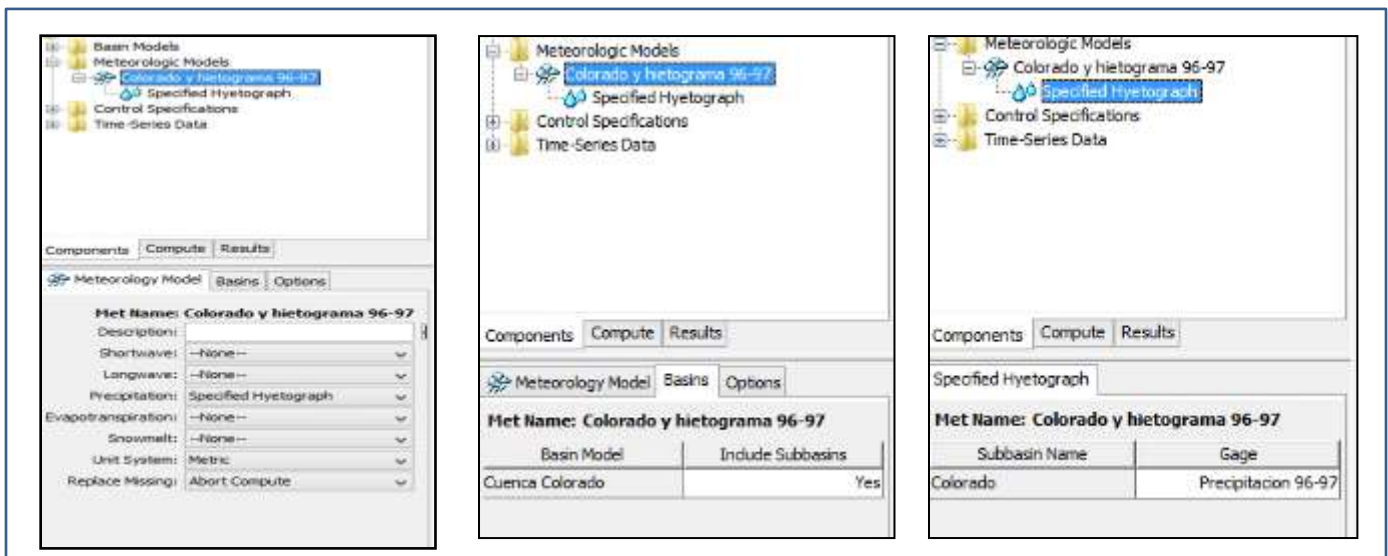 Basin Models
Meteorologic Models
Colorado y hietograma 96-97
Specified Hyetograph
Control Specifications
Time-Series Data
Components Compute Results
Meteorology Model Basins Options
Met Name: Colorado y hietograma 96-97
Description:
Shortwave: --None--
Longwave: --None--
Precipitation: Specified Hyetograph
Evapotranspiration: --None--
Snowmelt: --None--
Unit System: Metric
Replace Missing: Abort Compute
Meteorologic Models
Colorado y hietograma 96-97
Specified Hyetograph
Control Specifications
Time-Series Data
Components Compute Results
Meteorology Model Basins Options
Met Name: Colorado y hietograma 96-97
Basin Model Include Subbasins
Cuenca Colorado Yes
Meteorologic Models
Colorado y hietograma 96-97
Specified Hyetograph
Control Specifications
Time-Series Data
Components Compute Results
Specified Hyetograph
Met Name: Colorado y hietograma 96-97
Subbasin Name Gage
Colorado Precipitacion 96-97